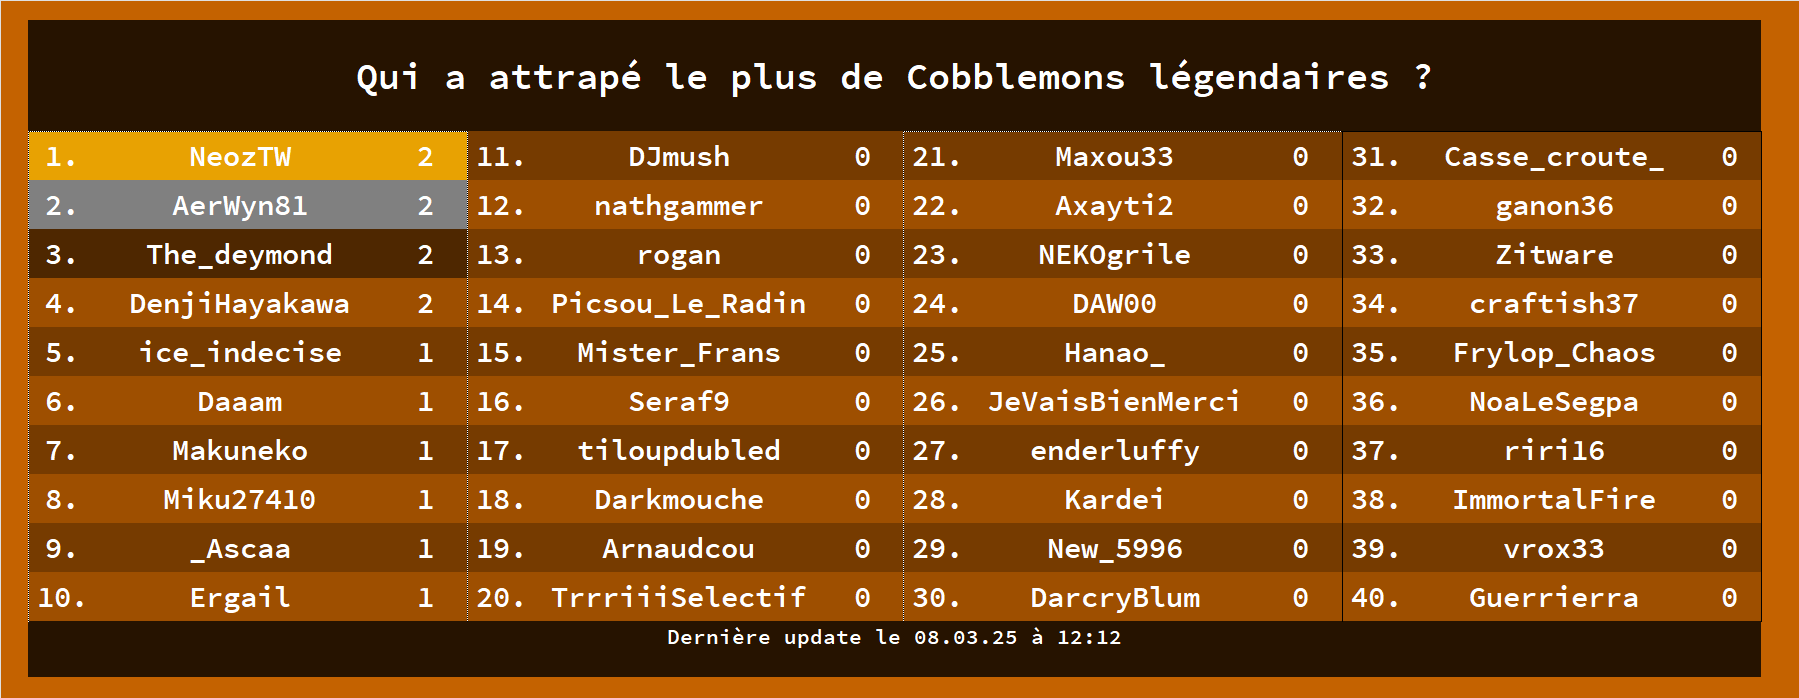 Qui a attrapé le plus de Cobblemons légendaires ?
1. NeozTW 2 11. DJmush 0 21. Maxou33 0 31. Casse_croute_ 0
2. AerWyn81 2 12. nathgammer 0 22. Axayti2 0 32. ganon36 0
3. The_deymond 2 13. rogan 0 23. NEKOgrile 0 33. Zitware 0
4. DenjiHayakawa 2 14. Picsou_Le_Radin 0 24. DAW00 0 34. craftish37 0
5. ice_indecise 1 15. Mister_Frans 0 25. Hanao_ 0 35. Frylop_Chaos 0
6. Daaam 1 16. Seraf9 0 26. JeVaisBienMerci 0 36. NoaLeSegpa 0
7. Makuneko 1 17. tiloupdubled 0 27. enderluffy 0 37. riri16 0
8. Miku27410 1 18. Darkmouche 0 28. Kardei 0 38. ImmortalFire 0
9. _Ascaa 1 19. Arnaudcou 0 29. New_5996 0 39. vrox33 0
10. Ergail 1 20. TrrriiiSelectif 0 30. DarcryBlum 0 40. Guerrierra 0
Dernière update le 08.03.25 à 12:12